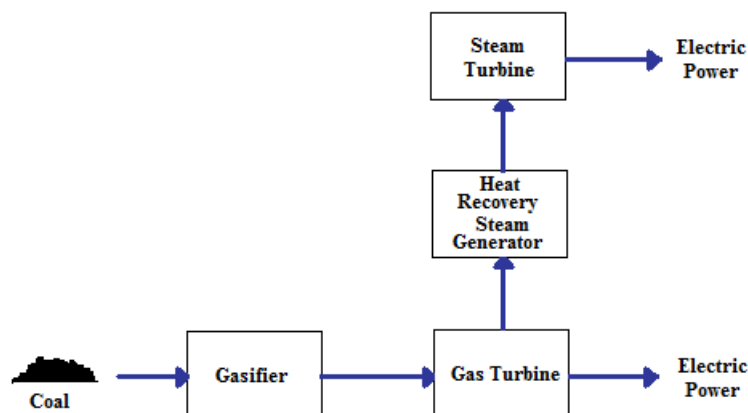 Steam
Turbine
Electric
Power
Heat
Recovery
Steam
Generator
Coal
Gasifier
Gas Turbine
Electric
Power